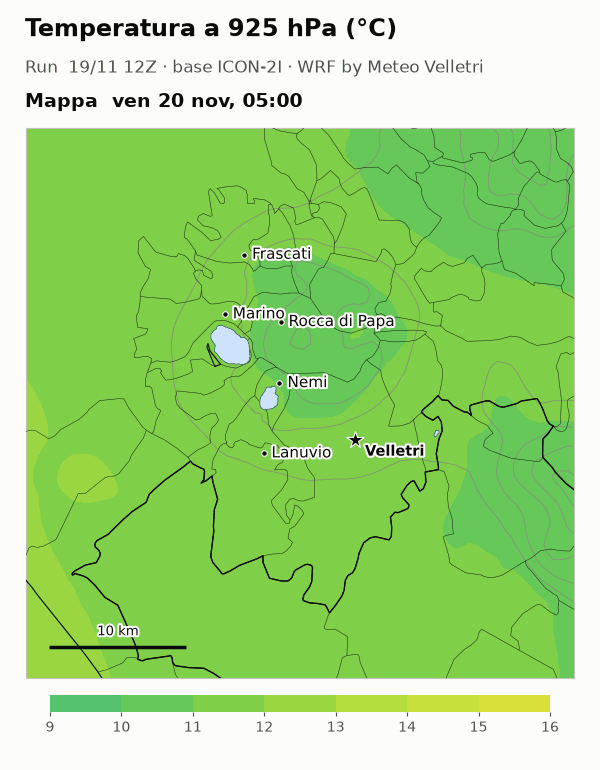 Temperatura a 925 hPa (°C)
Run  19/11 12Z · base ICON-2I · WRF by Meteo Velletri
Mappa  ven 20 nov, 05:00
Frascati
Marino
Rocca di Papa
Nemi
Velletri
Lanuvio
10 km
9 10 11 12 13 14 15 16